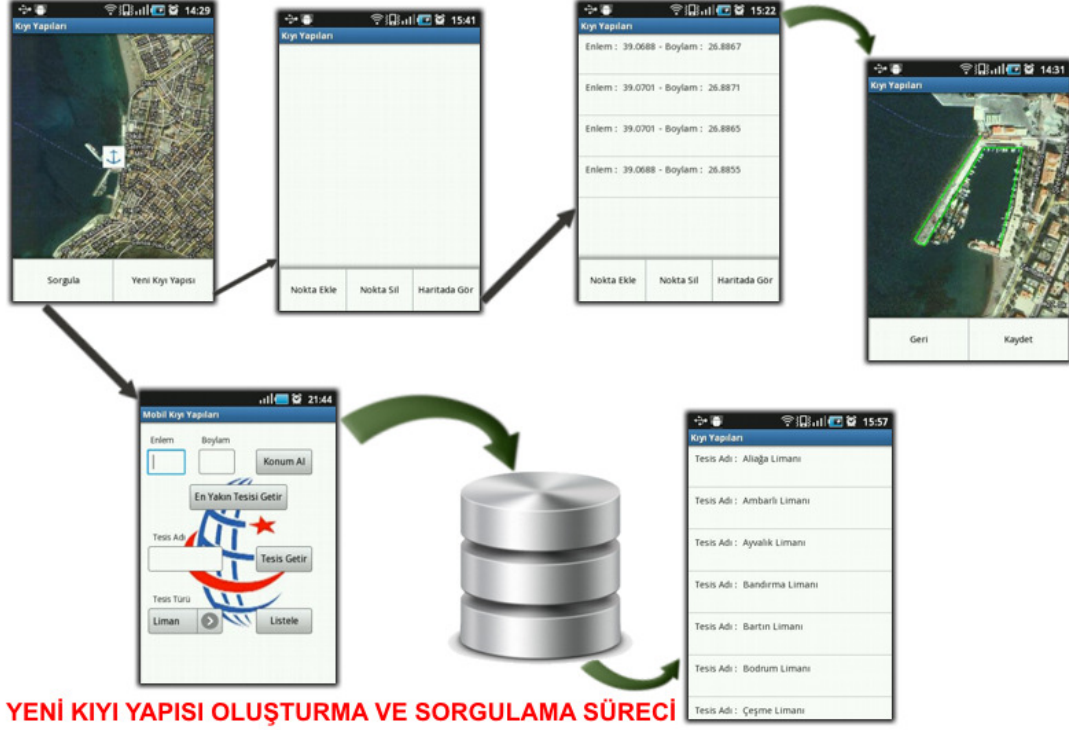 14:29
Kıyı Yapıları
Sorgula
Yeni Kıyı Yapısı
15:41
Kıyı Yapıları
Nokta Ekle
Nokta Sil
Haritada Gör
15:22
Kıyı Yapıları
Enlem : 39.0688 - Boylam : 26.8867
Enlem : 39.0701 - Boylam : 26.8871
Enlem : 39.0701 - Boylam : 26.8865
Enlem : 39.0688 - Boylam : 26.8855
Nokta Ekle
Nokta Sil
Haritada Gör
14:31
Kıyı Yapıları
Geri
Kaydet
21:44
Mobil Kıyı Yapıları
Enlem
Boylam
Konum Al
En Yakın Tesisi Getir
Tesis Adı
Tesis Getir
Tesis Türü
Liman
Listele
15:57
Kıyı Yapıları
Tesis Adı : Aliağa Limanı
Tesis Adı : Ambarlı Limanı
Tesis Adı : Ayvalık Limanı
Tesis Adı : Bandırma Limanı
Tesis Adı : Bartın Limanı
Tesis Adı : Bodrum Limanı
Tesis Adı : Çeşme Limanı
YENİ KIYI YAPISI OLUŞTURMA VE SORGULAMA SÜRECİ